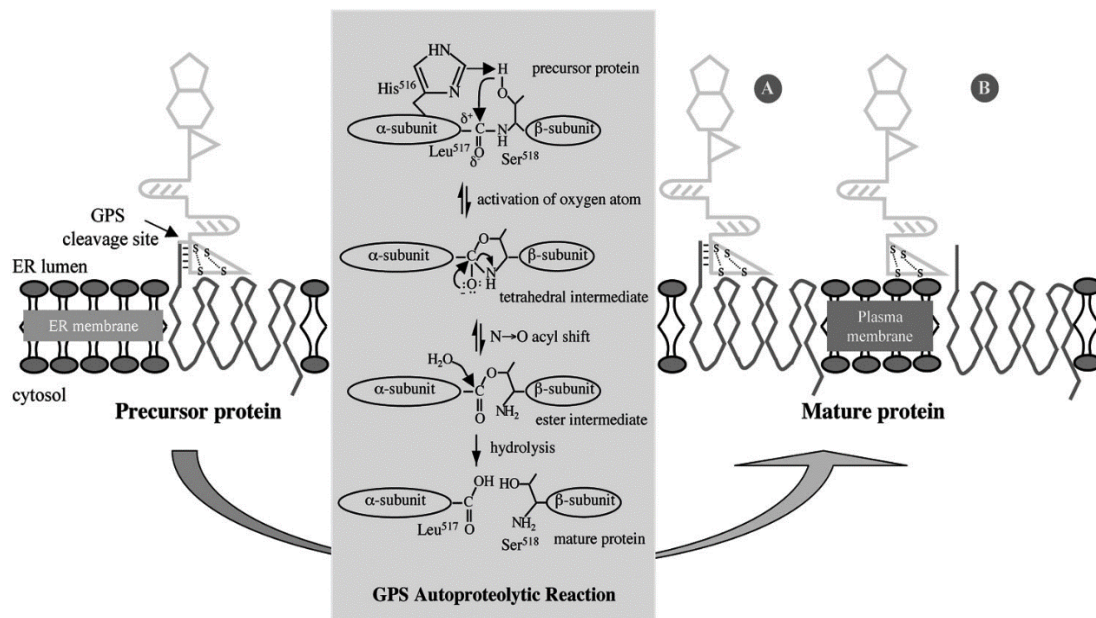 HN
H
precursor protein
His⁵¹⁶
N
O
δ⁺
α-subunit
C
N
H
β-subunit
Leu⁵¹⁷
O
δ⁻
Ser⁵¹⁸
activation of oxygen atom
O
α-subunit
C
β-subunit
N
H
:O:
-
¨
tetrahedral intermediate
N→O acyl shift
H₂O
O
α-subunit
C
β-subunit
O
NH₂
ester intermediate
hydrolysis
OH
HO
α-subunit
C
β-subunit
Leu⁵¹⁷
O
NH₂
Ser⁵¹⁸
mature protein
GPS Autoproteolytic Reaction
GPS
cleavage site
S
S
S
ER lumen
ER membrane
cytosol
Precursor protein
A
B
S
S
S
S
S
S
Plasma
membrane
Mature protein